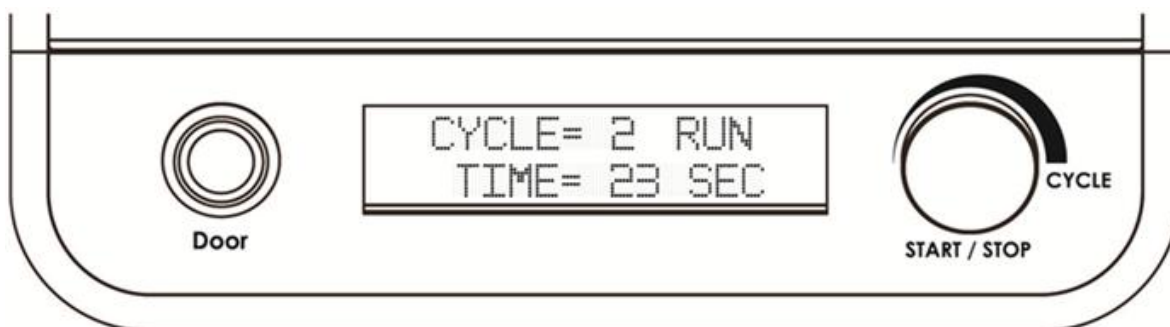 CYCLE= 2 RUN
TIME= 23 SEC
CYCLE
Door
START / STOP